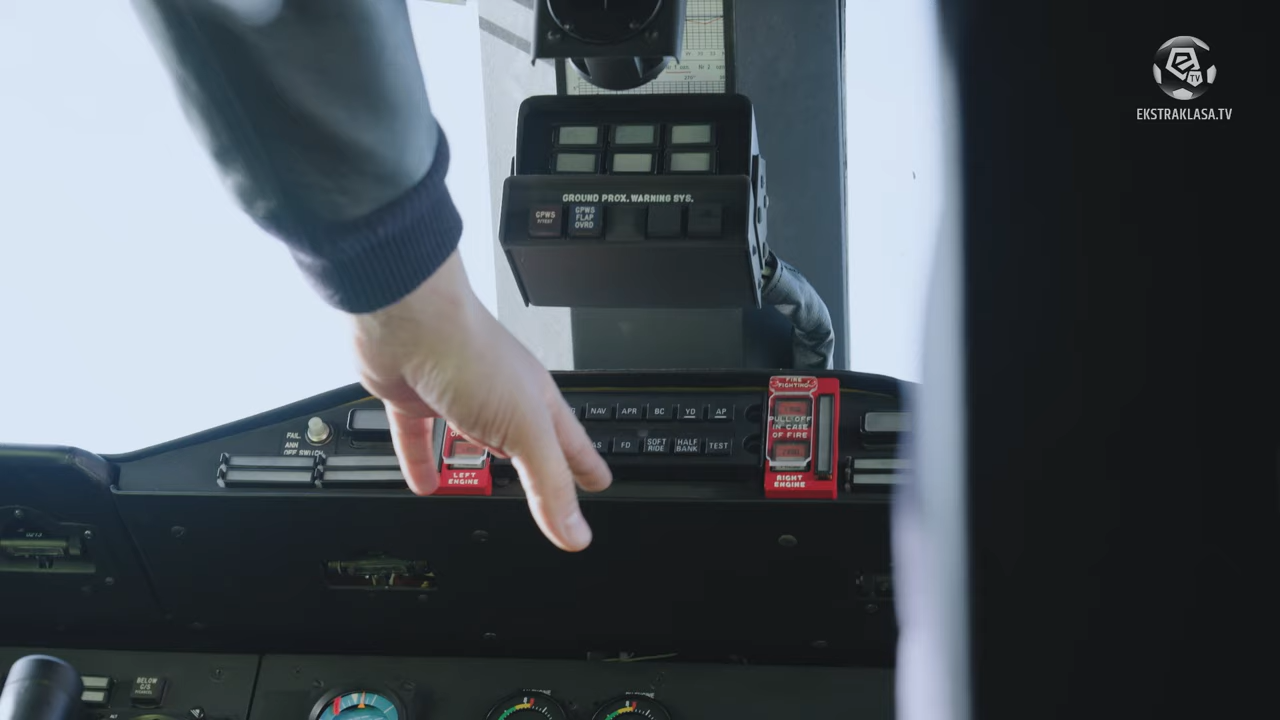 TV
EKSTRAKLASA.TV
GROUND PROX. WARNING SYS.
GPWS
GPWS
FLAP
OVRD
FIRE
FIGHTING
NAV APR BC YD AP
PULL OFF
IN CASE
OF FIRE
FAIL
ANN
OFF SWITCH
FD SOFT RIDE HALF BANK TEST
LEFT
ENGINE
RIGHT
ENGINE
BELOW
G/S